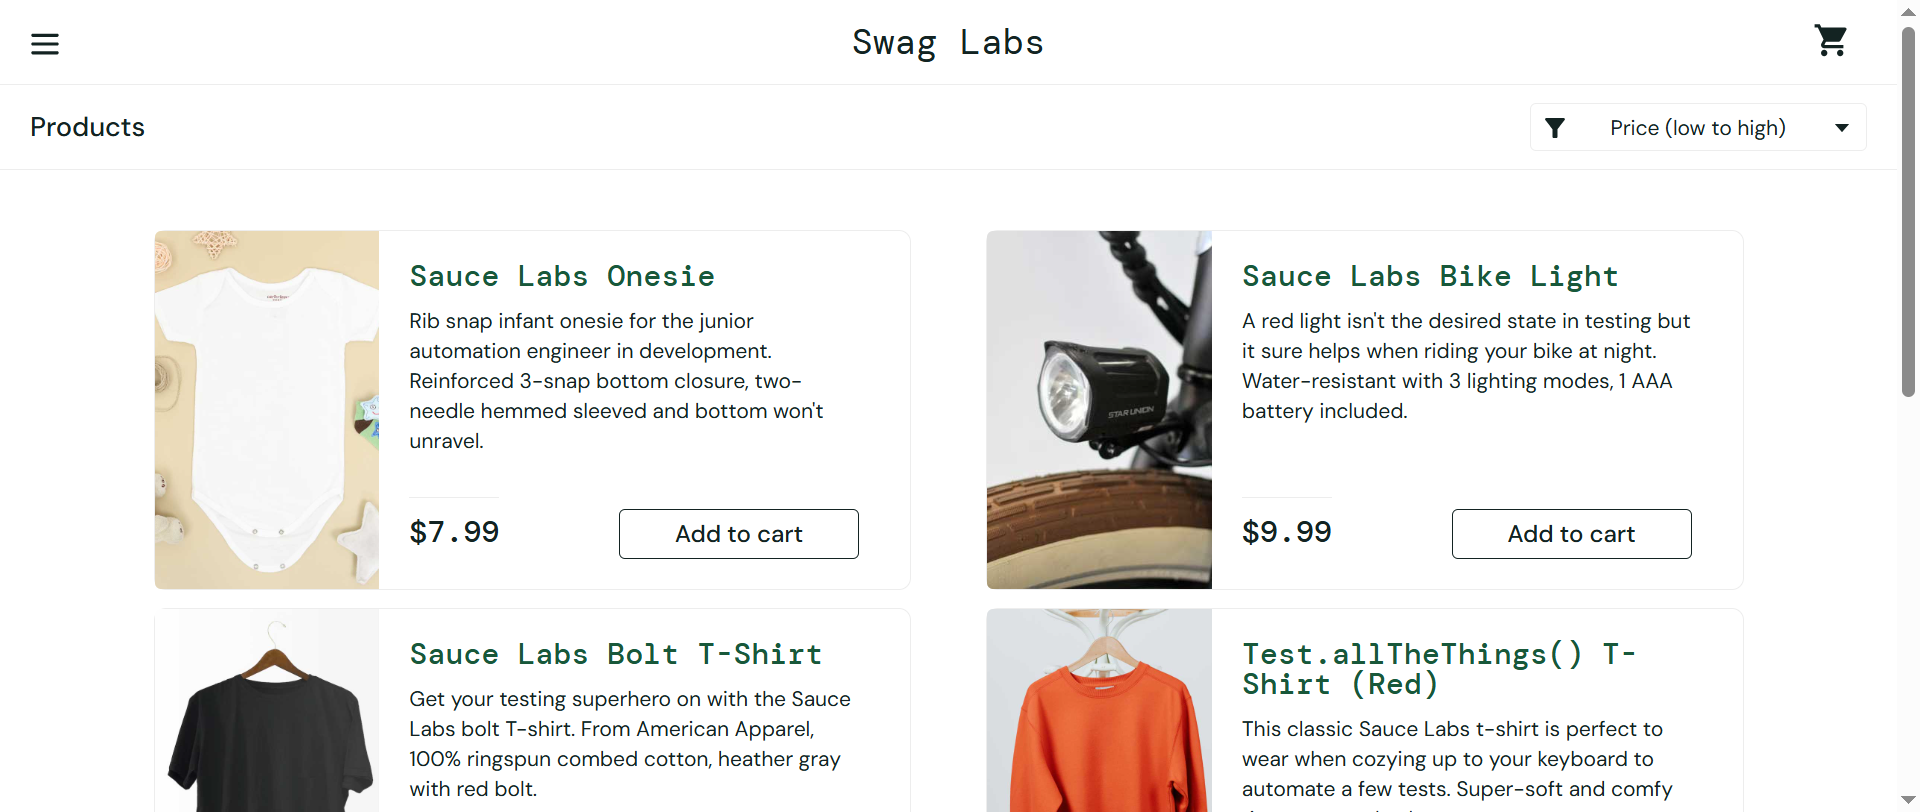 Swag Labs
Products
Price (low to high)
Sauce Labs Onesie
Rib snap infant onesie for the junior
automation engineer in development.
Reinforced 3-snap bottom closure, two-
needle hemmed sleeved and bottom won't
unravel.
$7.99
Add to cart
STAR UNION
Sauce Labs Bike Light
A red light isn't the desired state in testing but
it sure helps when riding your bike at night.
Water-resistant with 3 lighting modes, 1 AAA
battery included.
$9.99
Add to cart
Sauce Labs Bolt T-Shirt
Get your testing superhero on with the Sauce
Labs bolt T-shirt. From American Apparel,
100% ringspun combed cotton, heather gray
with red bolt.
Test.allTheThings() T-
Shirt (Red)
This classic Sauce Labs t-shirt is perfect to
wear when cozying up to your keyboard to
automate a few tests. Super-soft and comfy